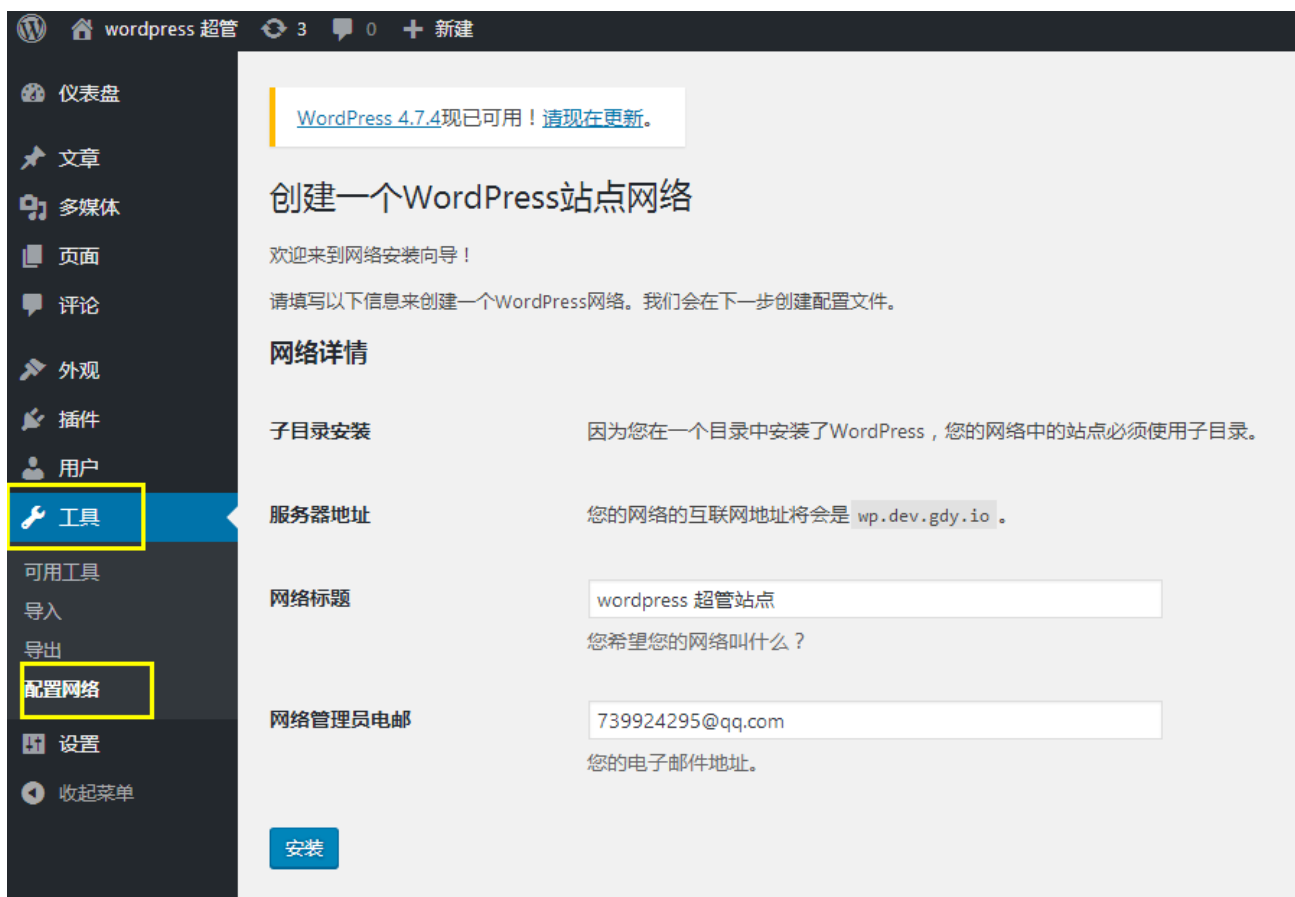 wordpress 超管 3 0 新建
仪表盘
文章
多媒体
页面
评论
外观
插件
用户
工具
可用工具
导入
导出
配置网络
设置
收起菜单
WordPress 4.7.4现已可用！请现在更新。
创建一个WordPress站点网络
欢迎来到网络安装向导！
请填写以下信息来创建一个WordPress网络。我们会在下一步创建配置文件。
网络详情
子目录安装 因为您在一个目录中安装了WordPress，您的网络中的站点必须使用子目录。
服务器地址 您的网络的互联网地址将会是 wp.dev.gdy.io 。
网络标题 wordpress 超管站点
您希望您的网络叫什么？
网络管理员电邮 739924295@qq.com
您的电子邮件地址。
安装